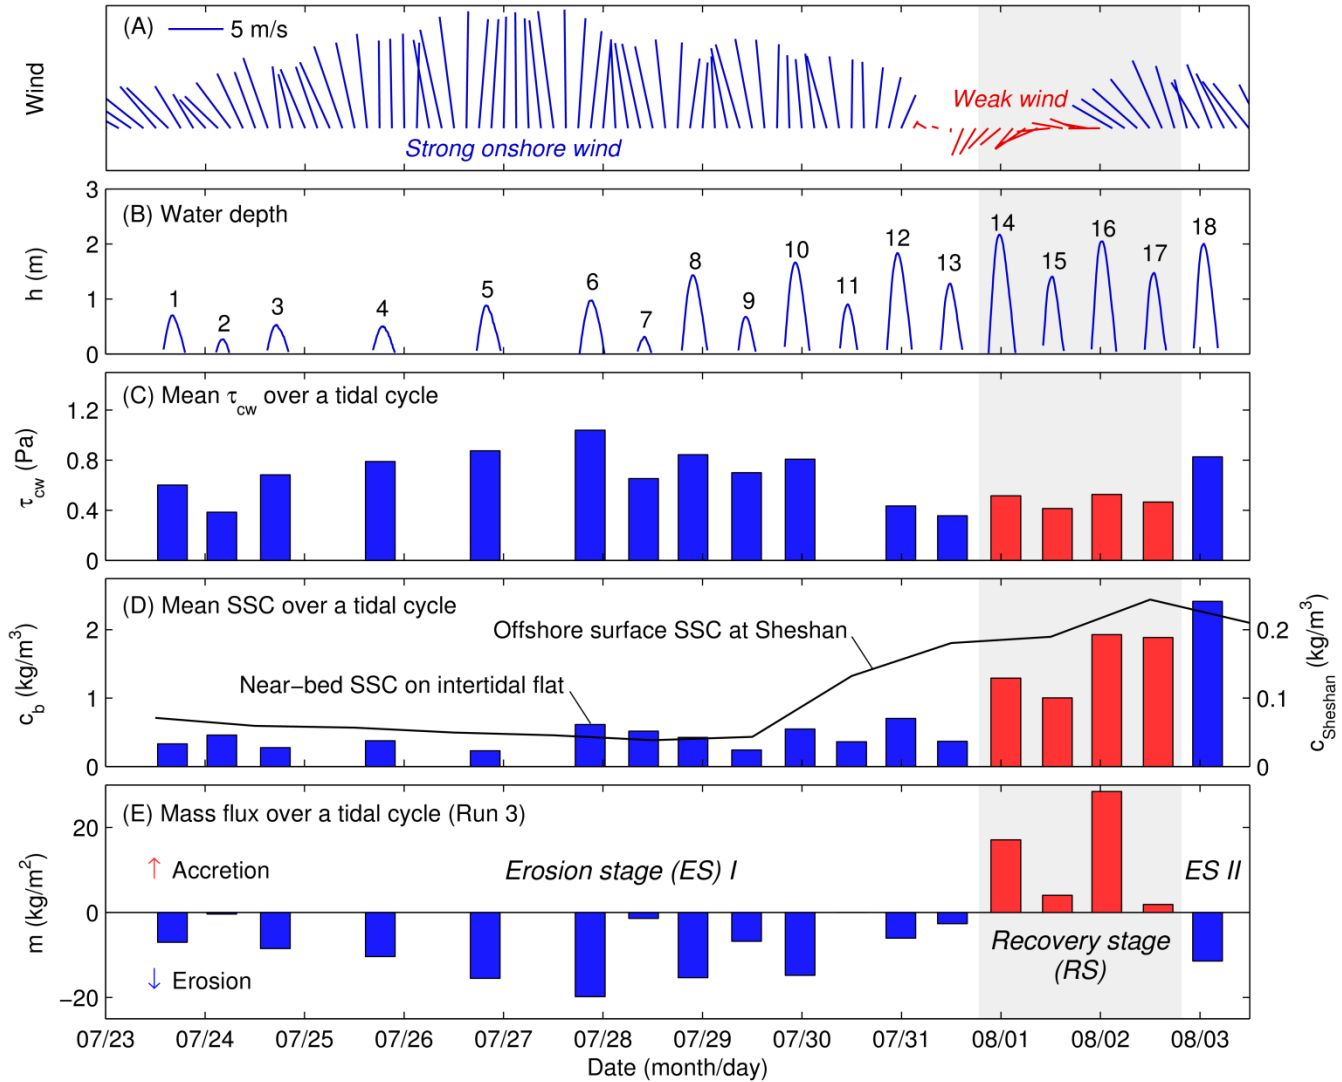 (A)
5 m/s
Wind
Weak wind
Strong onshore wind
(B) Water depth
h (m)
3
2
1
0
1
2
3
4
5
6
7
8
9
10
11
12
13
14
15
16
17
18
(C) Mean τcw over a tidal cycle
τcw (Pa)
1.2
0.8
0.4
0
(D) Mean SSC over a tidal cycle
Offshore surface SSC at Sheshan
Near−bed SSC on intertidal flat
cb (kg/m3)
2
1
0
0.2
0.1
0
cSheshan (kg/m3)
(E) Mass flux over a tidal cycle (Run 3)
↑ Accretion
Erosion stage (ES) I
ES II
Recovery stage
(RS)
↓ Erosion
m (kg/m2)
20
0
−20
07/23
07/24
07/25
07/26
07/27
07/28
07/29
07/30
07/31
08/01
08/02
08/03
Date (month/day)